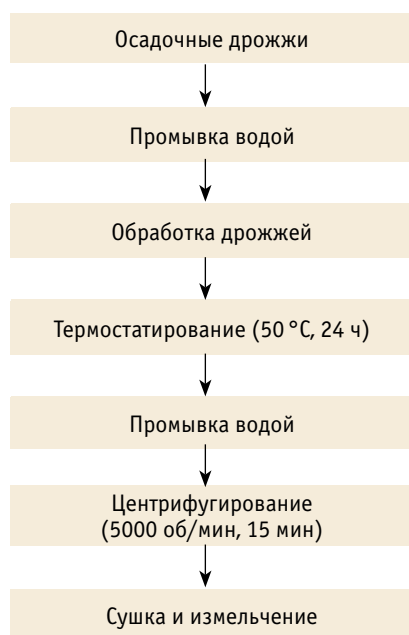 Осадочные дрожжи
Промывка водой
Обработка дрожжей
Термостатирование (50 °С, 24 ч)
Промывка водой
Центрифугирование
(5000 об/мин, 15 мин)
Сушка и измельчение